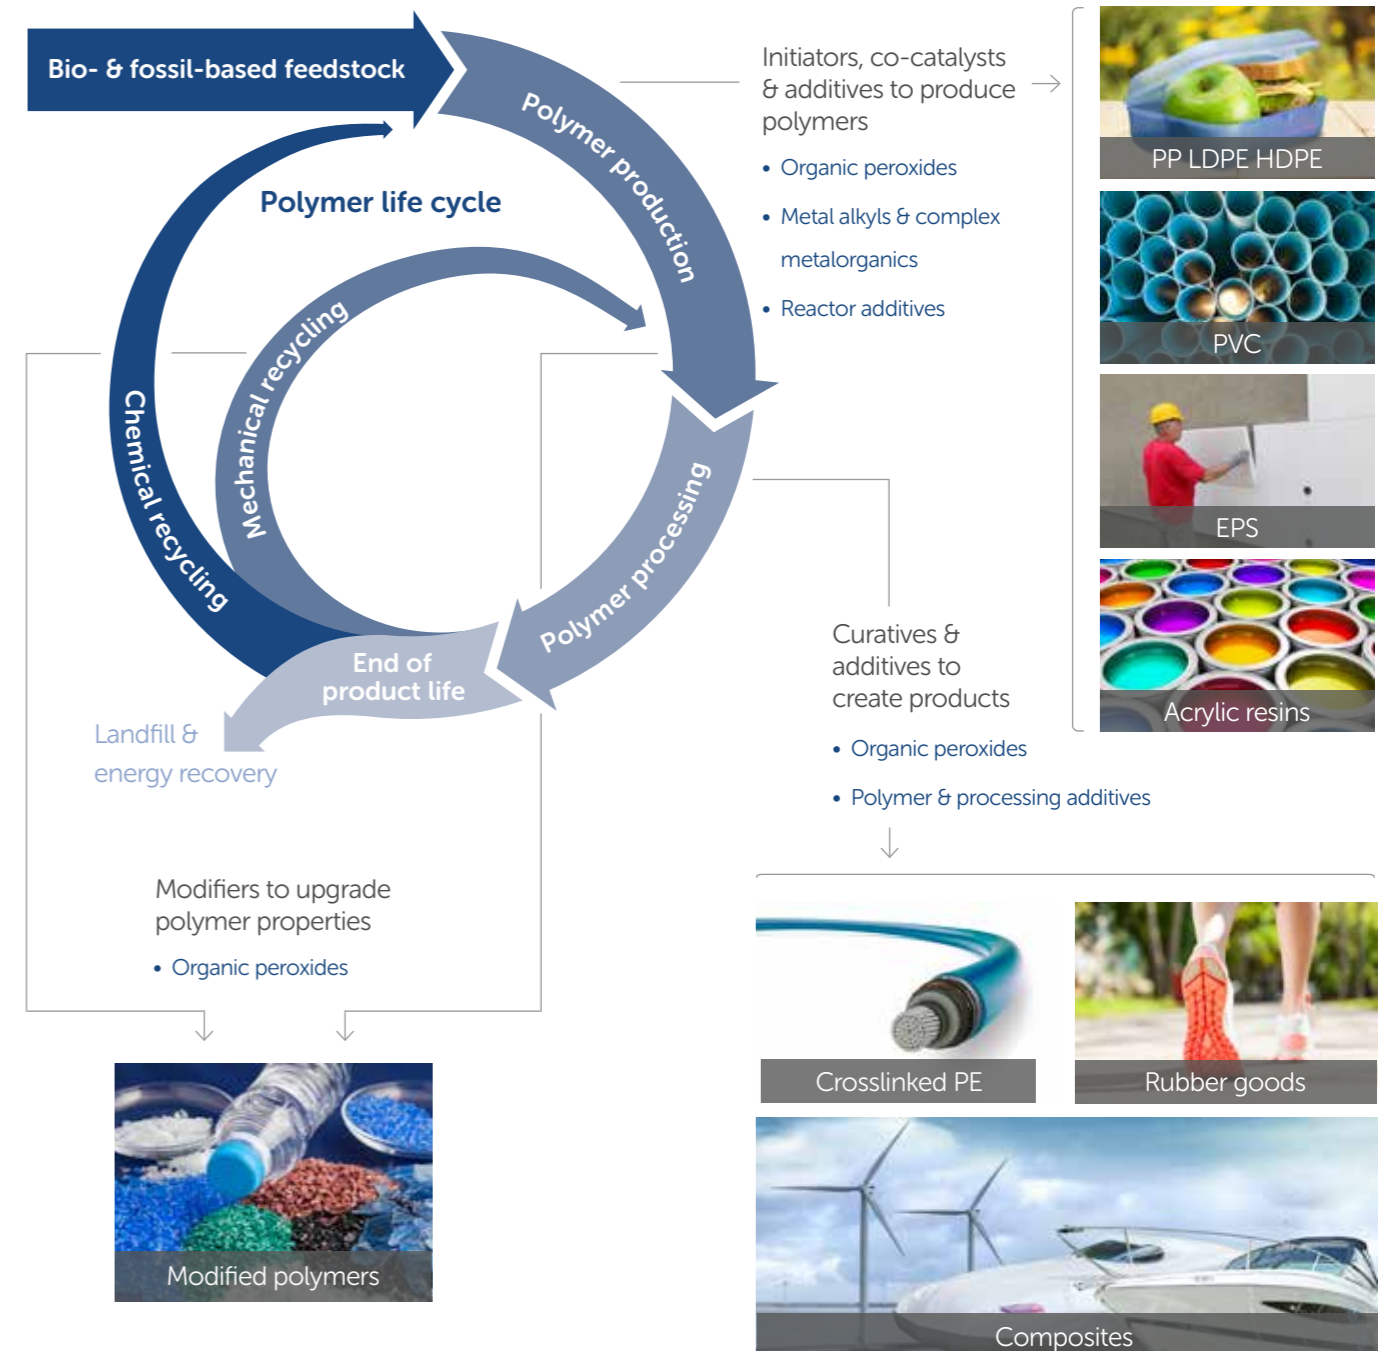 Bio- & fossil-based feedstock
Polymer life cycle
Polymer production
Polymer processing
Mechanical recycling
Chemical recycling
End of
product life
Landfill &
energy recovery
Initiators, co-catalysts
& additives to produce
polymers
• Organic peroxides
• Metal alkyls & complex
metalorganics
• Reactor additives
PP LDPE HDPE
PVC
EPS
Acrylic resins
Curatives &
additives to
create products
• Organic peroxides
• Polymer & processing additives
Modifiers to upgrade
polymer properties
• Organic peroxides
Modified polymers
Crosslinked PE
Rubber goods
Composites